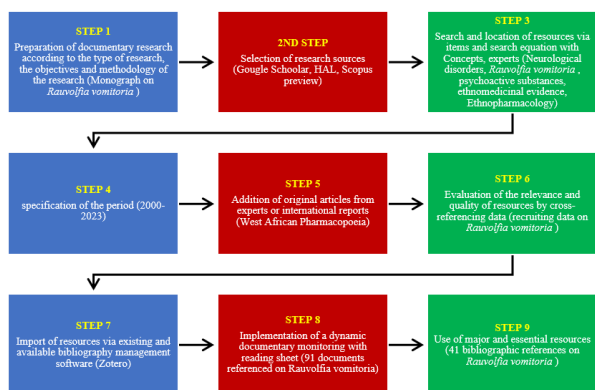 STEP 1
Preparation of documentary research
according to the type of research,
the objectives and methodology of
the research (Monograph on
Rauvolfia vomitoria )
2ND STEP
Selection of research sources
(Gougle Schoolar, HAL, Scopus
preview)
STEP 3
Search and location of resources via
items and search equation with
Concepts, experts (Neurological
disorders, Rauvolfia vomitoria ,
psychoactive substances,
ethnomedicinal evidence,
Ethnopharmacology)
STEP 4
specification of the period (2000-
2023)
STEP 5
Addition of original articles from
experts or international reports
(West African Pharmacopoeia)
STEP 6
Evaluation of the relevance and
quality of resources by cross-
referencing data (recruiting data on
Rauvolfia vomitoria )
STEP 7
Import of resources via existing and
available bibliography management
software (Zotero)
STEP 8
Implementation of a dynamic
documentary monitoring with
reading sheet (91 documents
referenced on Rauvolfia vomitoria)
STEP 9
Use of major and essential resources
(41 bibliographic references on
Rauvolfia vomitoria )